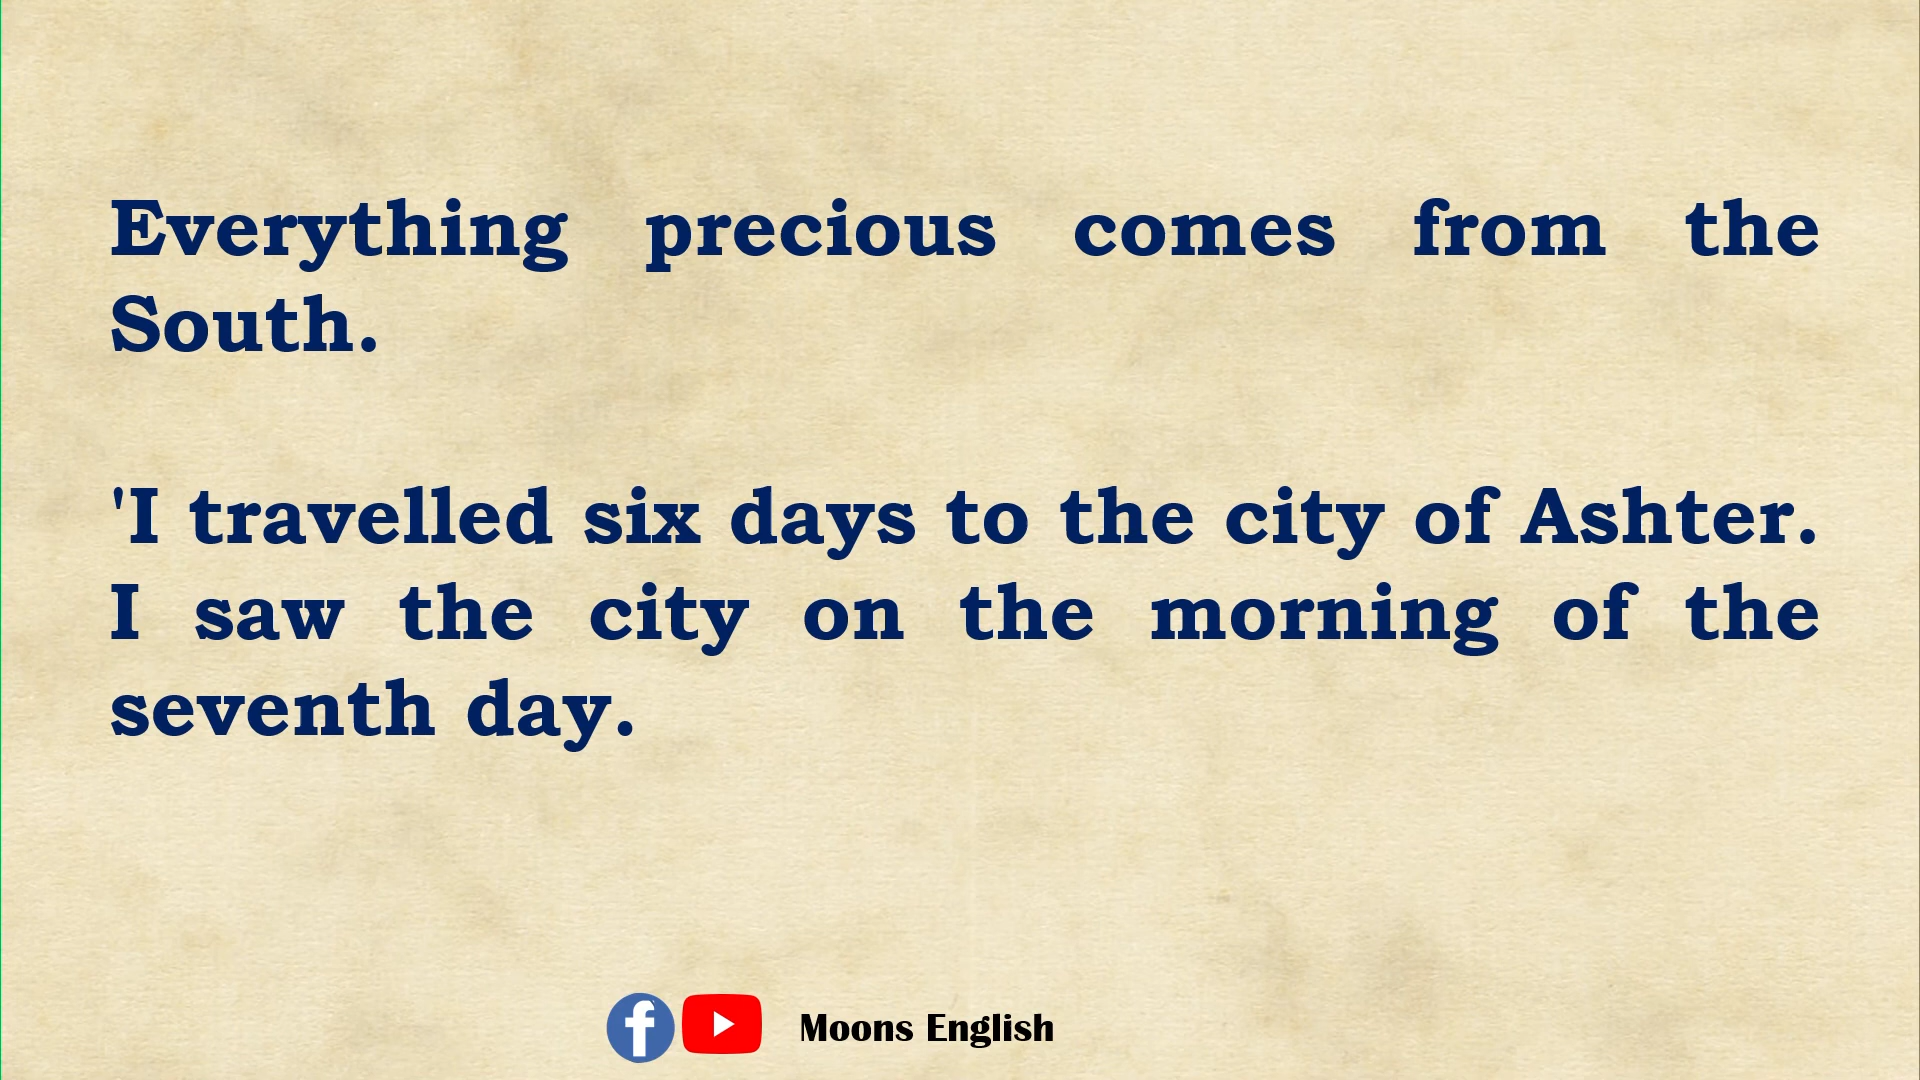 Everything precious comes from the
South.
'I travelled six days to the city of Ashter.
I saw the city on the morning of the
seventh day.
f Moons English